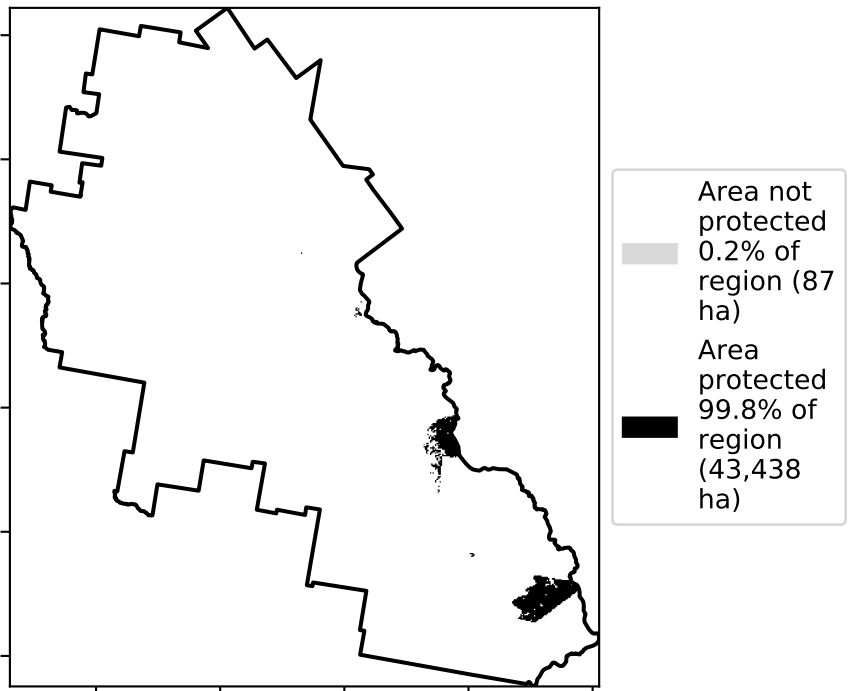 Area not
protected
0.2% of
region (87
ha)
Area
protected
99.8% of
region
(43,438
ha)